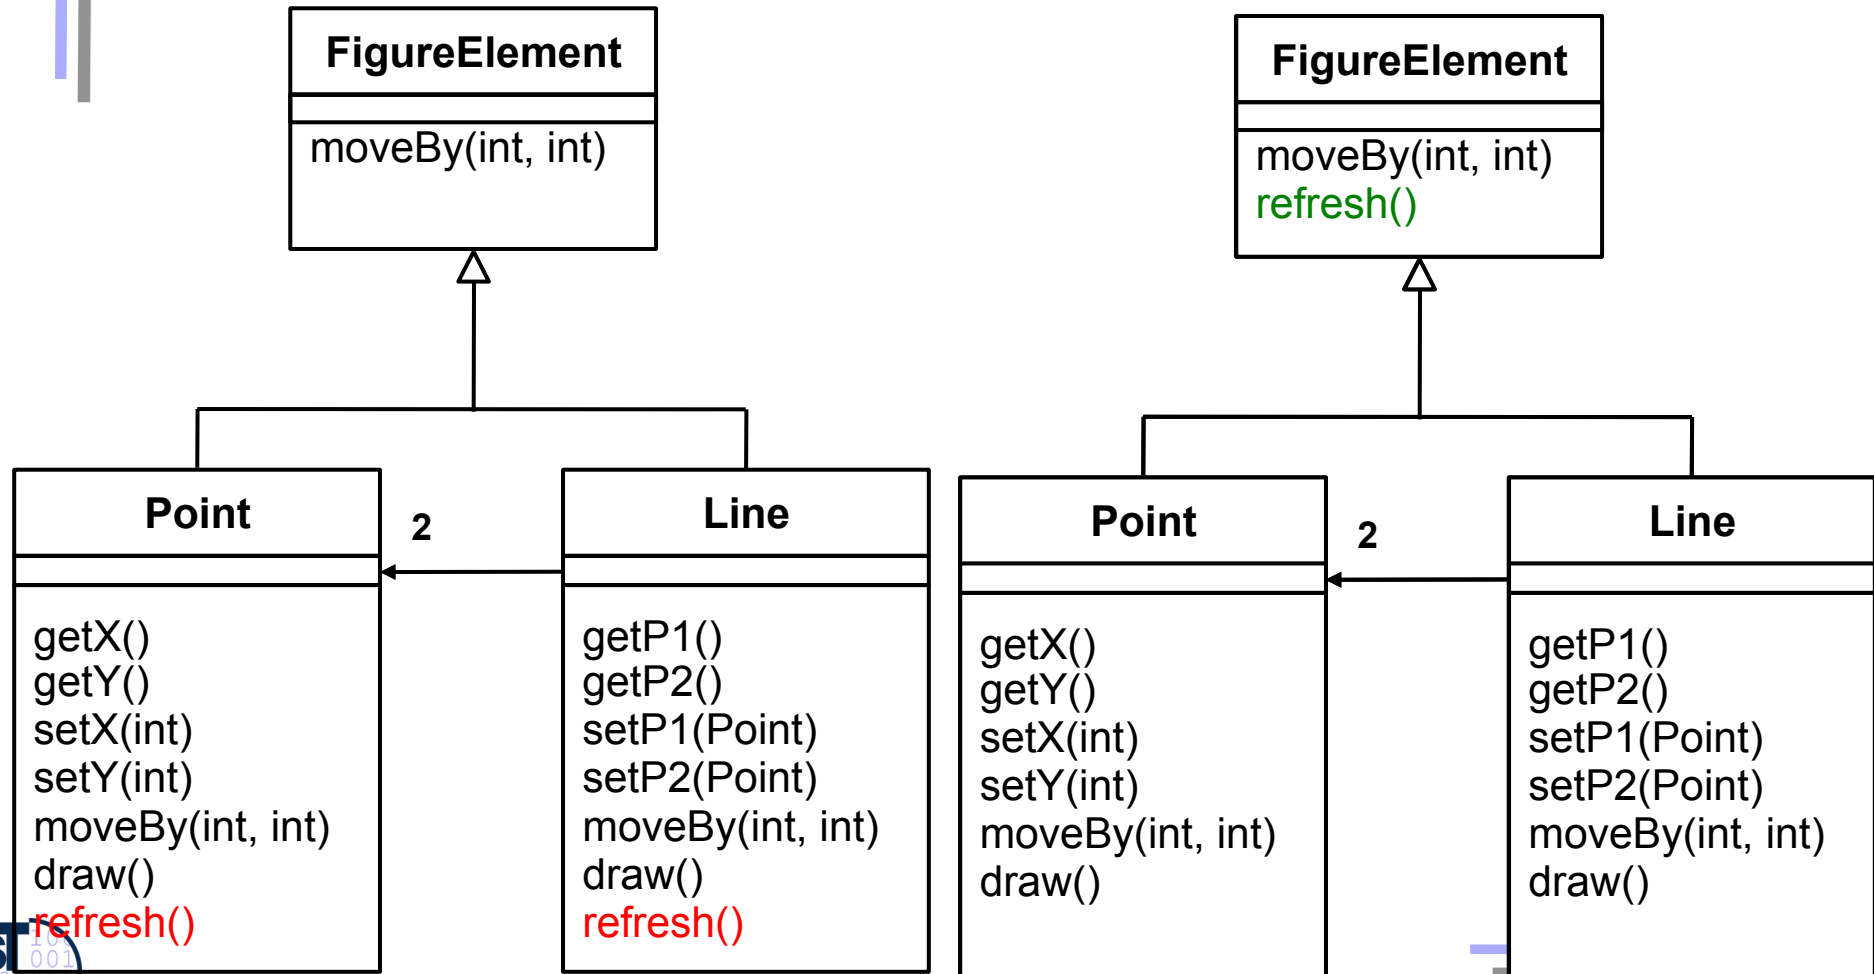 FigureElement
moveBy(int, int)
Point
2
Line
getX()
getY()
setX(int)
setY(int)
moveBy(int, int)
draw()
refresh()
getP1()
getP2()
setP1(Point)
setP2(Point)
moveBy(int, int)
draw()
refresh()
FigureElement
moveBy(int, int)
refresh()
Point
2
Line
getX()
getY()
setX(int)
setY(int)
moveBy(int, int)
draw()
getP1()
getP2()
setP1(Point)
setP2(Point)
moveBy(int, int)
draw()
001